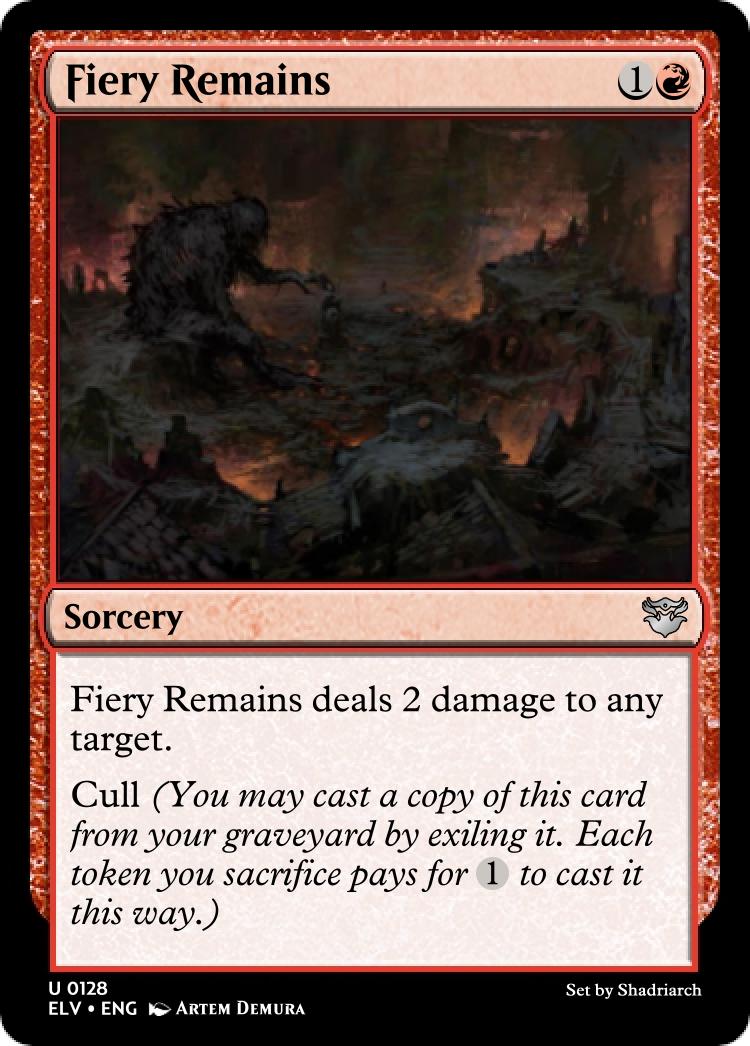 Fiery Remains 1
Sorcery
Fiery Remains deals 2 damage to any
target.
Cull (You may cast a copy of this card
from your graveyard by exiling it. Each
token you sacrifice pays for 1 to cast it
this way.)
U 0128
ELV • ENG Artem Demura
Set by Shadriarch